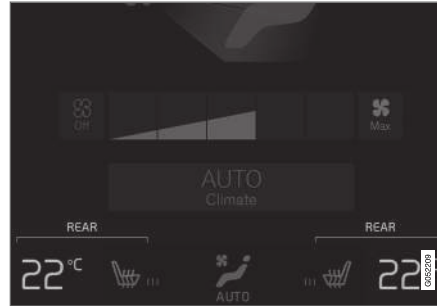 Off
Max
AUTO
Climate
REAR REAR
22°C 22
AUTO
G052209